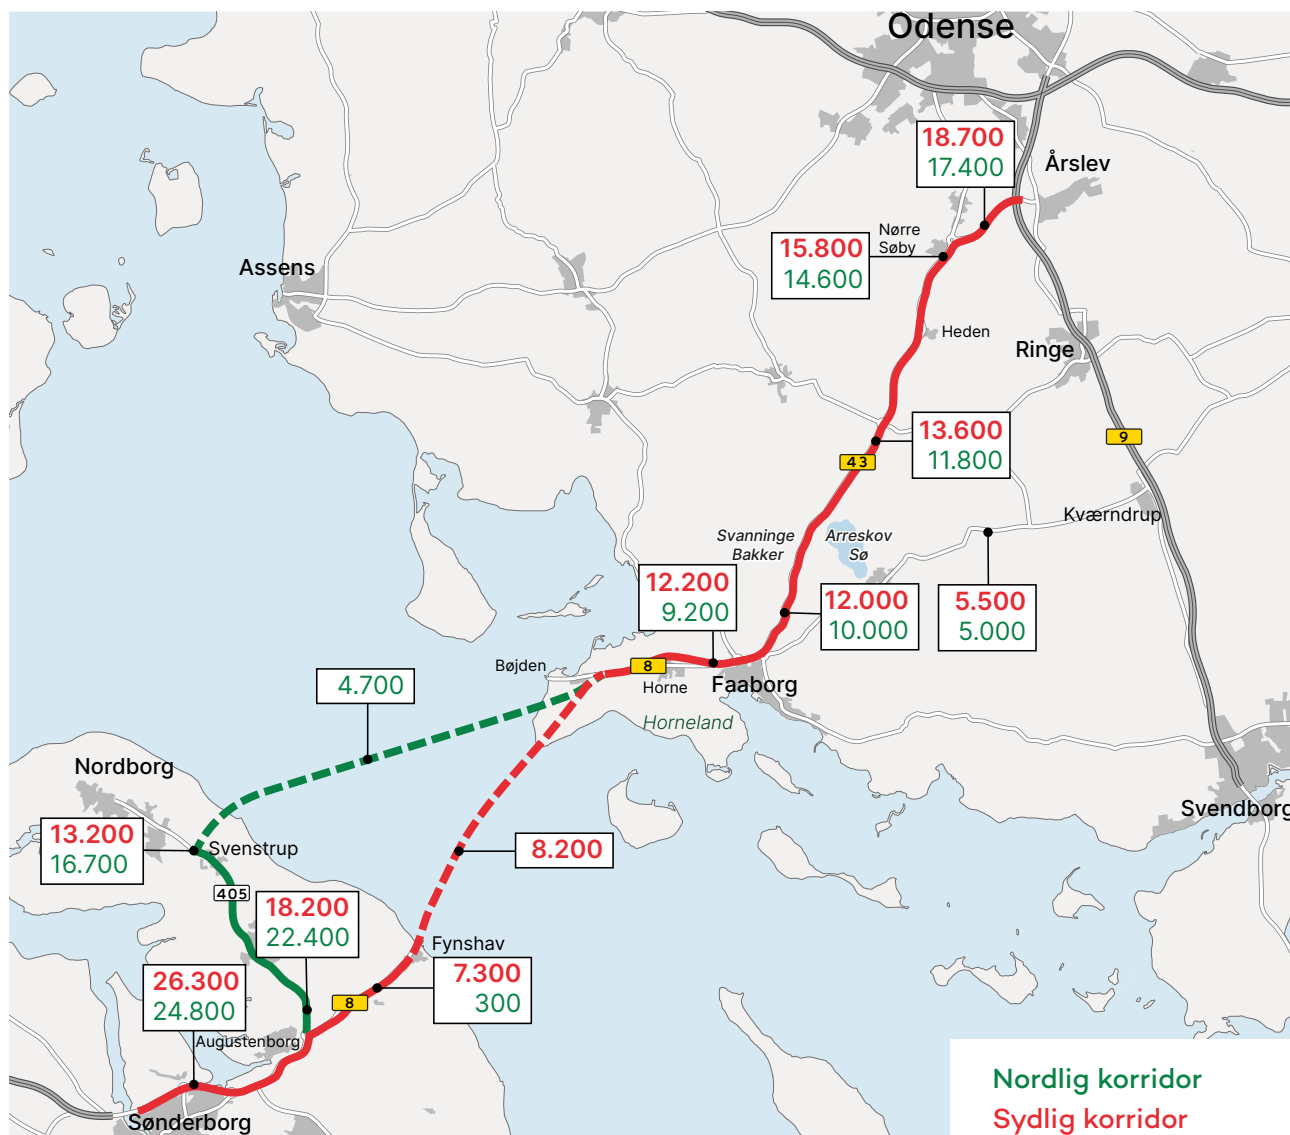 Odense
18.700
17.400
Årslev
Nørre
Søby
15.800
14.600
Assens
Heden
Ringe
9
13.600
11.800
43
Kværndrup
Svanninge
Bakker
Arreskov
Sø
12.200
9.200
12.000
10.000
5.500
5.000
Bøjden
8
Horne
Faaborg
4.700
Horneland
Nordborg
Svendborg
13.200
16.700
Svenstrup
8.200
405
18.200
22.400
Fynshav
26.300
24.800
7.300
300
8
Augustenborg
Sønderborg
Nordlig korridor
Sydlig korridor